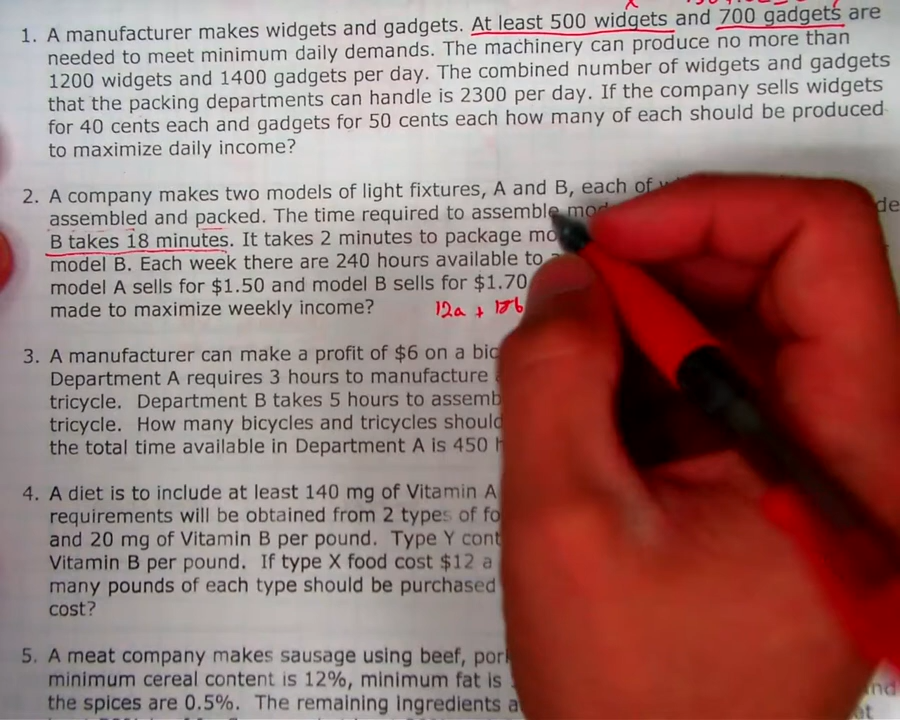 1. A manufacturer makes widgets and gadgets. At least 500 widgets and 700 gadgets are
needed to meet minimum daily demands. The machinery can produce no more than
1200 widgets and 1400 gadgets per day. The combined number of widgets and gadgets
that the packing departments can handle is 2300 per day. If the company sells widgets
for 40 cents each and gadgets for 50 cents each how many of each should be produced
to maximize daily income?
2. A company makes two models of light fixtures, A and B, each of
assembled and packed. The time required to assemble
B takes 18 minutes. It takes 2 minutes to package
model B. Each week there are 240 hours available to
model A sells for $1.50 and model B sells for $1.70
made to maximize weekly income?
12a + 18b
3. A manufacturer can make a profit of $6 on a
Department A requires 3 hours to manufacture
tricycle. Department B takes 5 hours to
tricycle. How many bicycles and tricycles
the total time available in Department A is 450
4. A diet is to include at least 140 mg of Vitamin A
requirements will be obtained from 2 types of
and 20 mg of Vitamin B per pound. Type Y
Vitamin B per pound. If type X food cost $12 a
many pounds of each type should be purchased
cost?
5. A meat company makes sausage using beef,
minimum cereal content is 12%, minimum fat is
the spices are 0.5%. The remaining ingredients